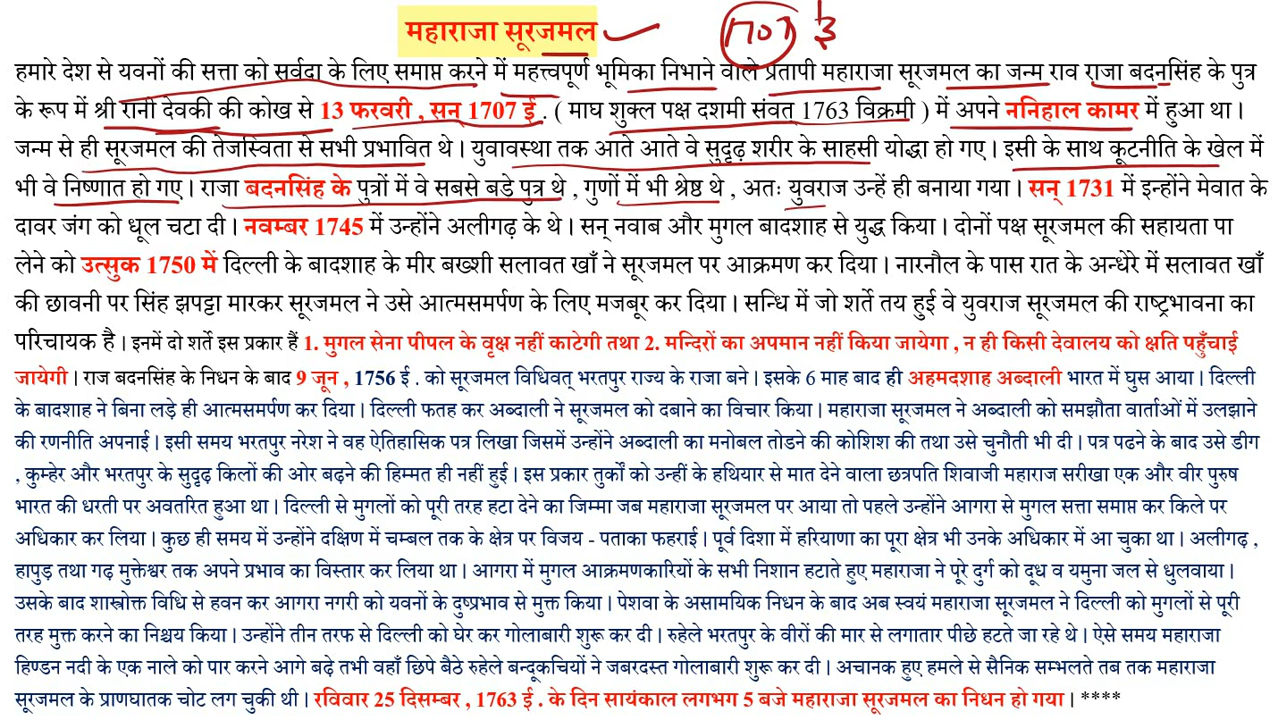 महाराजा सूरजमल
1707 ई
हमारे देश से यवनों की सत्ता को सर्वदा के लिए समाप्त करने में महत्त्वपूर्ण भूमिका निभाने वाले प्रतापी महाराजा सूरजमल का जन्म राव राजा बदनसिंह के पुत्र
के रूप में श्री रानी देवकी की कोख से 13 फरवरी , सन् 1707 ई . ( माघ शुक्ल पक्ष दशमी संवत् 1763 विक्रमी ) में अपने ननिहाल कामर में हुआ था ।
जन्म से ही सूरजमल की तेजस्विता से सभी प्रभावित थे । युवावस्था तक आते आते वे सुदृढ़ शरीर के साहसी योद्धा हो गए । इसी के साथ कूटनीति के खेल में
भी वे निष्णात हो गए । राजा बदनसिंह के पुत्रों में वे सबसे बडे पुत्र थे , गुणों में भी श्रेष्ठ थे , अतः युवराज उन्हें ही बनाया गया । सन् 1731 में इन्होंने मेवात के
दावर जंग को धूल चटा दी । नवम्बर 1745 में उन्होंने अलीगढ़ के थे । सन् नवाब और मुगल बादशाह से युद्ध किया । दोनों पक्ष सूरजमल की सहायता पा
लेने को उत्सुक 1750 में दिल्ली के बादशाह के मीर बख्शी सलावत खाँ ने सूरजमल पर आक्रमण कर दिया । नारनौल के पास रात के अन्धेरे में सलावत खाँ
की छावनी पर सिंह झपट्टा मारकर सूरजमल ने उसे आत्मसमर्पण के लिए मजबूर कर दिया । सन्धि में जो शर्ते तय हुई वे युवराज सूरजमल की राष्ट्रभावना का
परिचायक है । इनमें दो शर्ते इस प्रकार हैं 1. मुगल सेना पीपल के वृक्ष नहीं काटेगी तथा 2. मन्दिरों का अपमान नहीं किया जायेगा , न ही किसी देवालय को क्षति पहुँचाई
जायेगी । राज बदनसिंह के निधन के बाद 9 जून , 1756 ई . को सूरजमल विधिवत् भरतपुर राज्य के राजा बने । इसके 6 माह बाद ही अहमदशाह अब्दाली भारत में घुस आया । दिल्ली
के बादशाह ने बिना लड़े ही आत्मसमर्पण कर दिया । दिल्ली फतह कर अब्दाली ने सूरजमल को दबाने का विचार किया । महाराजा सूरजमल ने अब्दाली को समझौता वार्ताओं में उलझाने
की रणनीति अपनाई । इसी समय भरतपुर नरेश ने वह ऐतिहासिक पत्र लिखा जिसमें उन्होंने अब्दाली का मनोबल तोडने की कोशिश की तथा उसे चुनौती भी दी । पत्र पढने के बाद उसे डीग
, कुम्हेर और भरतपुर के सुदृढ़ किलों की ओर बढ़ने की हिम्मत ही नहीं हुई । इस प्रकार तुर्कों को उन्हीं के हथियार से मात देने वाला छत्रपति शिवाजी महाराज सरीखा एक और वीर पुरुष
भारत की धरती पर अवतरित हुआ था । दिल्ली से मुगलों को पूरी तरह हटा देने का जिम्मा जब महाराजा सूरजमल पर आया तो पहले उन्होंने आगरा से मुगल सत्ता समाप्त कर किले पर
अधिकार कर लिया । कुछ ही समय में उन्होंने दक्षिण में चम्बल तक के क्षेत्र पर विजय - पताका फहराई । पूर्व दिशा में हरियाणा का पूरा क्षेत्र भी उनके अधिकार में आ चुका था । अलीगढ़ ,
हापुड़ तथा गढ़ मुक्तेश्वर तक अपने प्रभाव का विस्तार कर लिया था । आगरा में मुगल आक्रमणकारियों के सभी निशान हटाते हुए महाराजा ने पूरे दुर्ग को दूध व यमुना जल से धुलवाया ।
उसके बाद शास्त्रोक्त विधि से हवन कर आगरा नगरी को यवनों के दुष्प्रभाव से मुक्त किया । पेशवा के असामयिक निधन के बाद अब स्वयं महाराजा सूरजमल ने दिल्ली को मुगलों से पूरी
तरह मुक्त करने का निश्चय किया । उन्होंने तीन तरफ से दिल्ली को घेर कर गोलाबारी शुरू कर दी । रुहेले भरतपुर के वीरों की मार से लगातार पीछे हटते जा रहे थे । ऐसे समय महाराजा
हिण्डन नदी के एक नाले को पार करने आगे बढ़े तभी वहाँ छिपे बैठे रुहेले बन्दूकचियों ने जबरदस्त गोलाबारी शुरू कर दी । अचानक हुए हमले से सैनिक सम्भलते तब तक महाराजा
सूरजमल के प्राणघातक चोट लग चुकी थी । रविवार 25 दिसम्बर , 1763 ई . के दिन सायंकाल लगभग 5 बजे महाराजा सूरजमल का निधन हो गया । ****